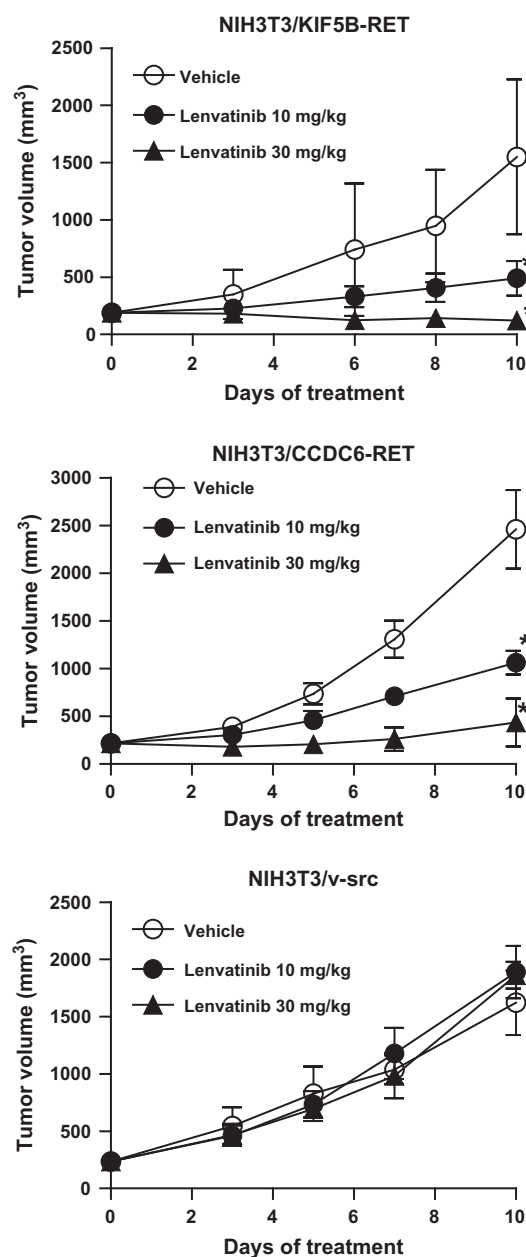 NIH3T3/KIF5B-RET
Tumor volume (mm³)
2500
2000
1500
1000
500
0
Vehicle
Lenvatinib 10 mg/kg
Lenvatinib 30 mg/kg
*
*
0 2 4 6 8 10
Days of treatment
NIH3T3/CCDC6-RET
Tumor volume (mm³)
3000
2500
2000
1500
1000
500
0
Vehicle
Lenvatinib 10 mg/kg
Lenvatinib 30 mg/kg
*
*
0 2 4 6 8 10
Days of treatment
NIH3T3/v-src
Tumor volume (mm³)
2500
2000
1500
1000
500
0
Vehicle
Lenvatinib 10 mg/kg
Lenvatinib 30 mg/kg
0 2 4 6 8 10
Days of treatment